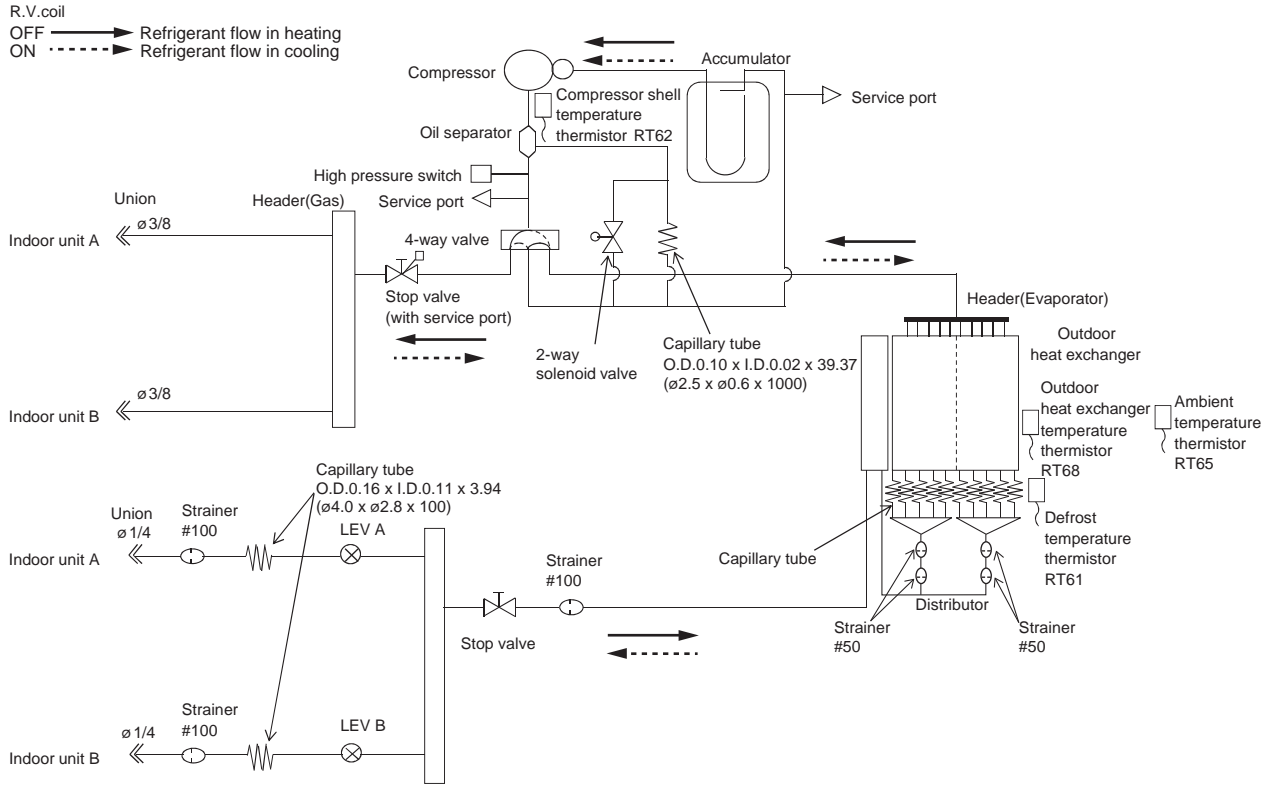 R.V.coil
OFF Refrigerant flow in heating
ON Refrigerant flow in cooling
Compressor
Accumulator
Service port
Compressor shell
temperature
thermistor RT62
Oil separator
High pressure switch
Service port
Union
ø3/8
Header(Gas)
Indoor unit A
4-way valve
Stop valve
(with service port)
2-way
solenoid valve
Capillary tube
O.D.0.10 x I.D.0.02 x 39.37
(ø2.5 x ø0.6 x 1000)
Header(Evaporator)
Outdoor
heat exchanger
Outdoor
heat exchanger
temperature
thermistor
RT68
Ambient
temperature
thermistor
RT65
ø3/8
Indoor unit B
Capillary tube
O.D.0.16 x I.D.0.11 x 3.94
(ø4.0 x ø2.8 x 100)
Union
ø1/4
Strainer
#100
LEV A
Indoor unit A
Strainer
#100
Stop valve
Capillary tube
Defrost
temperature
thermistor
RT61
Distributor
Strainer
#50
Strainer
#50
ø1/4
Strainer
#100
LEV B
Indoor unit B